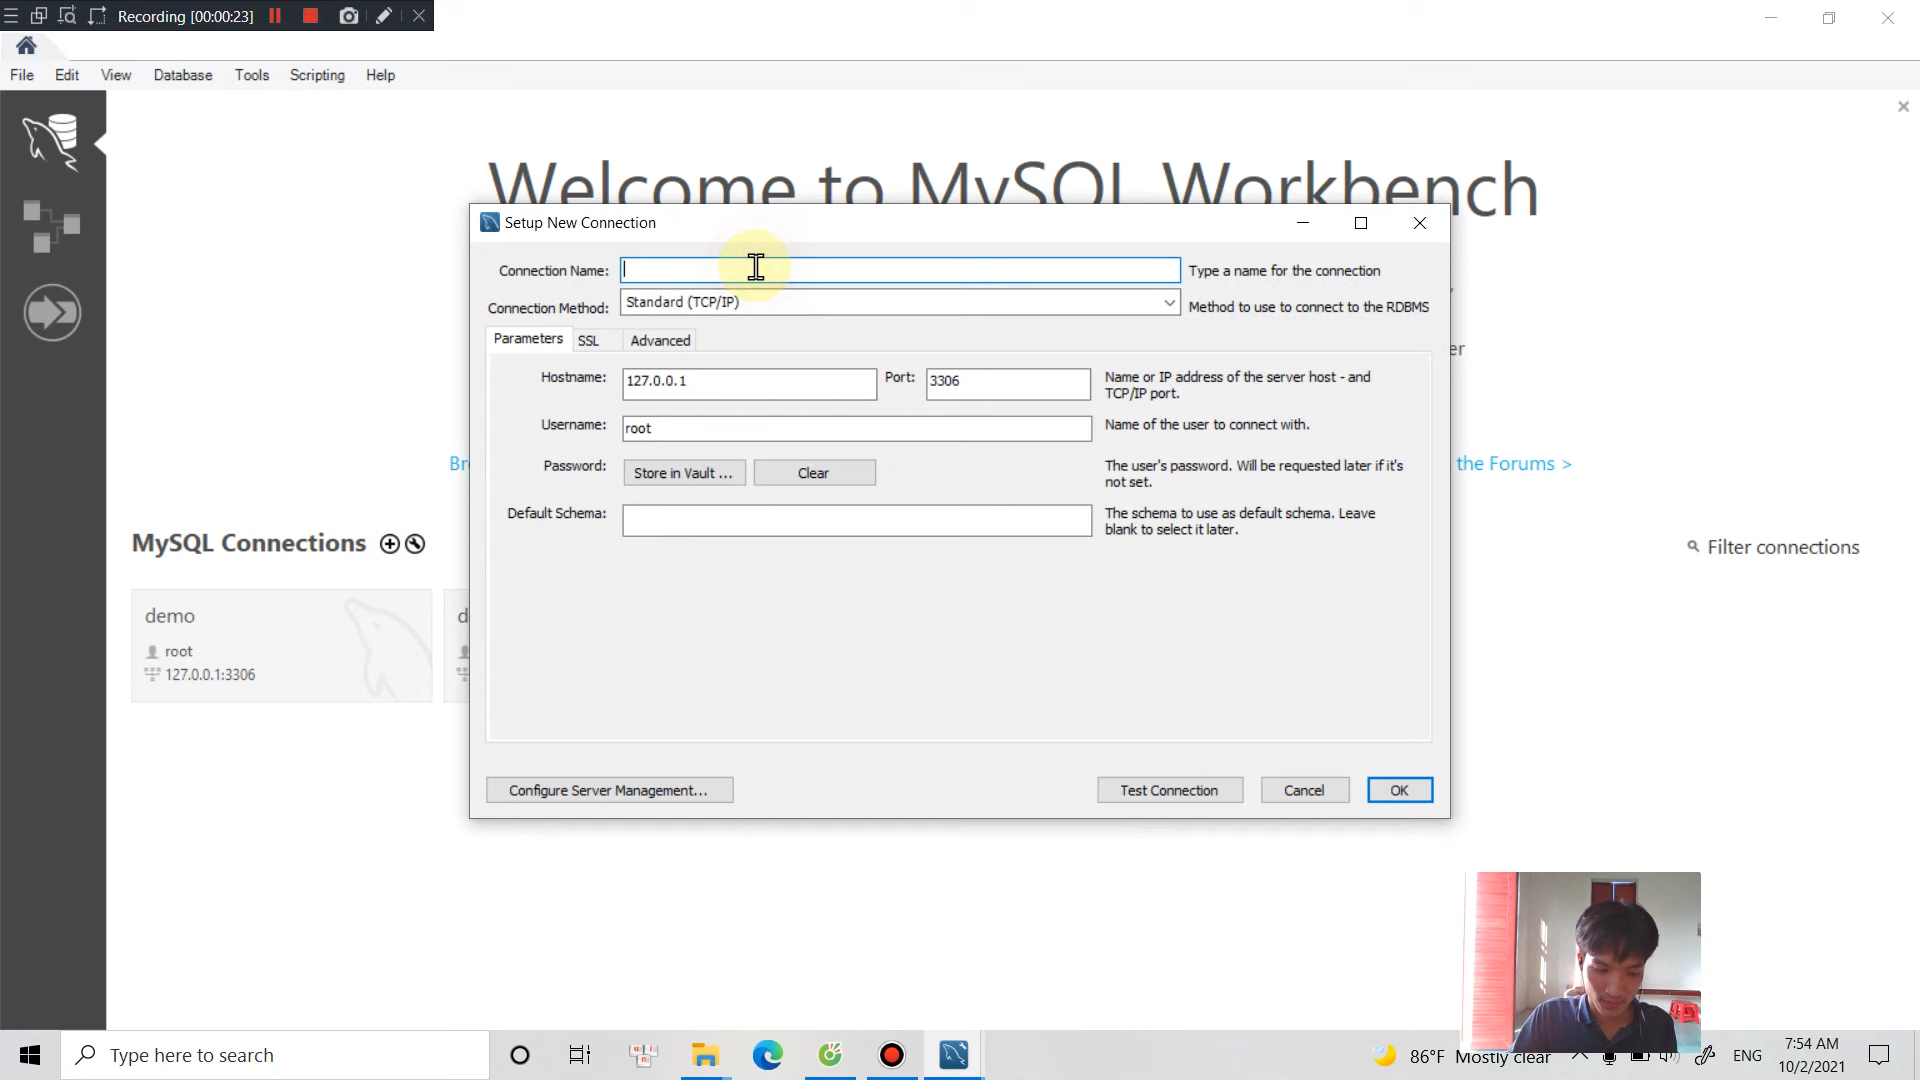 Recording [00:00:23]
File Edit View Database Tools Scripting Help
Welcome to MySQL Workbench
Setup New Connection
Connection Name: Type a name for the connection
Connection Method: Standard (TCP/IP) Method to use to connect to the RDBMS
Parameters SSL Advanced
Hostname: 127.0.0.1 Port: 3306 Name or IP address of the server host - and
TCP/IP port.
Username: root Name of the user to connect with.
Password: Store in Vault ... Clear The user's password. Will be requested later if it's
not set.
the Forums >
Default Schema: The schema to use as default schema. Leave
blank to select it later.
MySQL Connections
Filter connections
demo
root
127.0.0.1:3306
Configure Server Management... Test Connection Cancel OK
Type here to search
86°F Mostly clear ENG
7:54 AM
10/2/2021